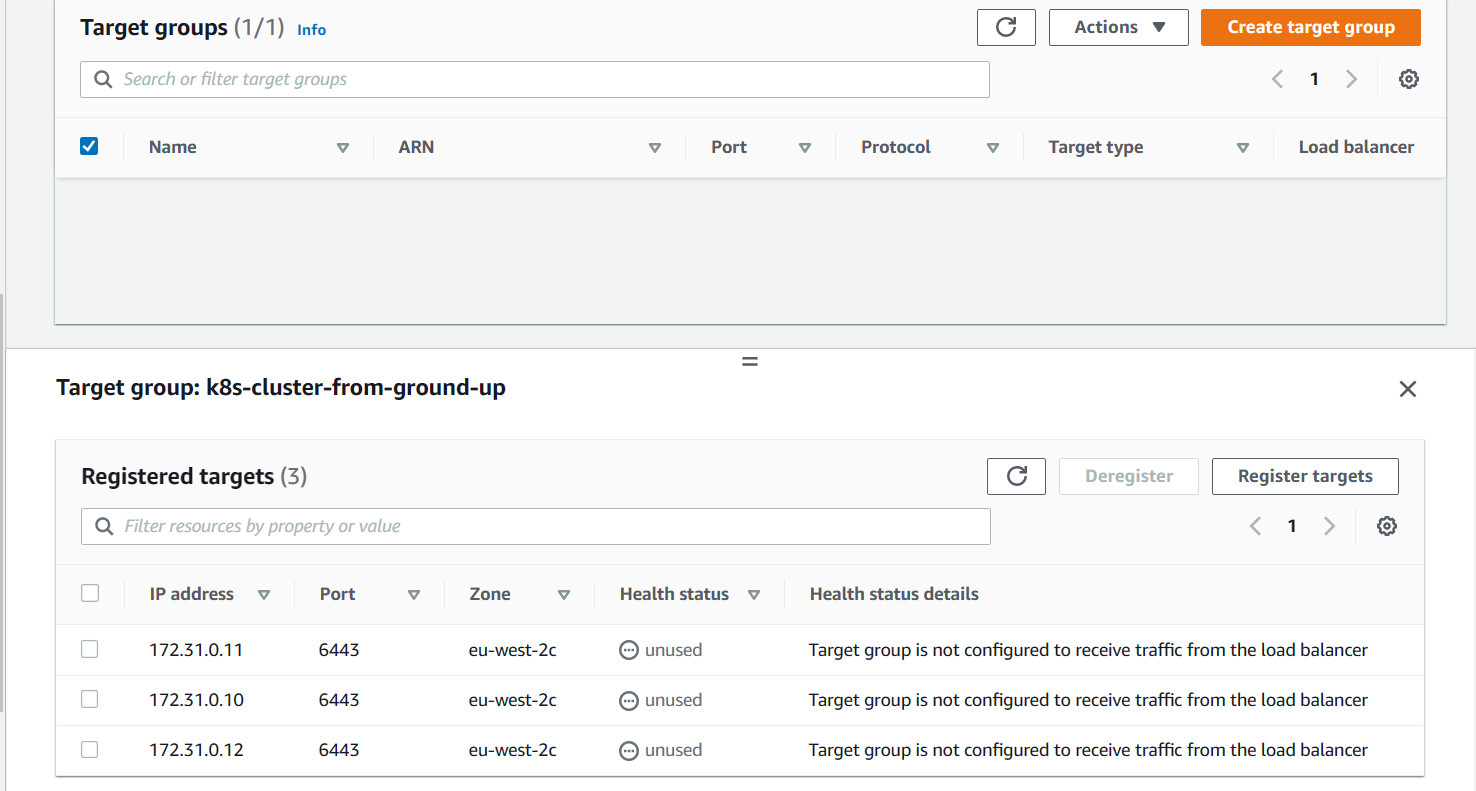 Target groups (1/1) Info Actions Create target group
Search or filter target groups 1
Name ARN Port Protocol Target type Load balancer
Target group: k8s-cluster-from-ground-up
Registered targets (3) Deregister Register targets
Filter resources by property or value 1
IP address Port Zone Health status Health status details
172.31.0.11 6443 eu-west-2c unused Target group is not configured to receive traffic from the load balancer
172.31.0.10 6443 eu-west-2c unused Target group is not configured to receive traffic from the load balancer
172.31.0.12 6443 eu-west-2c unused Target group is not configured to receive traffic from the load balancer